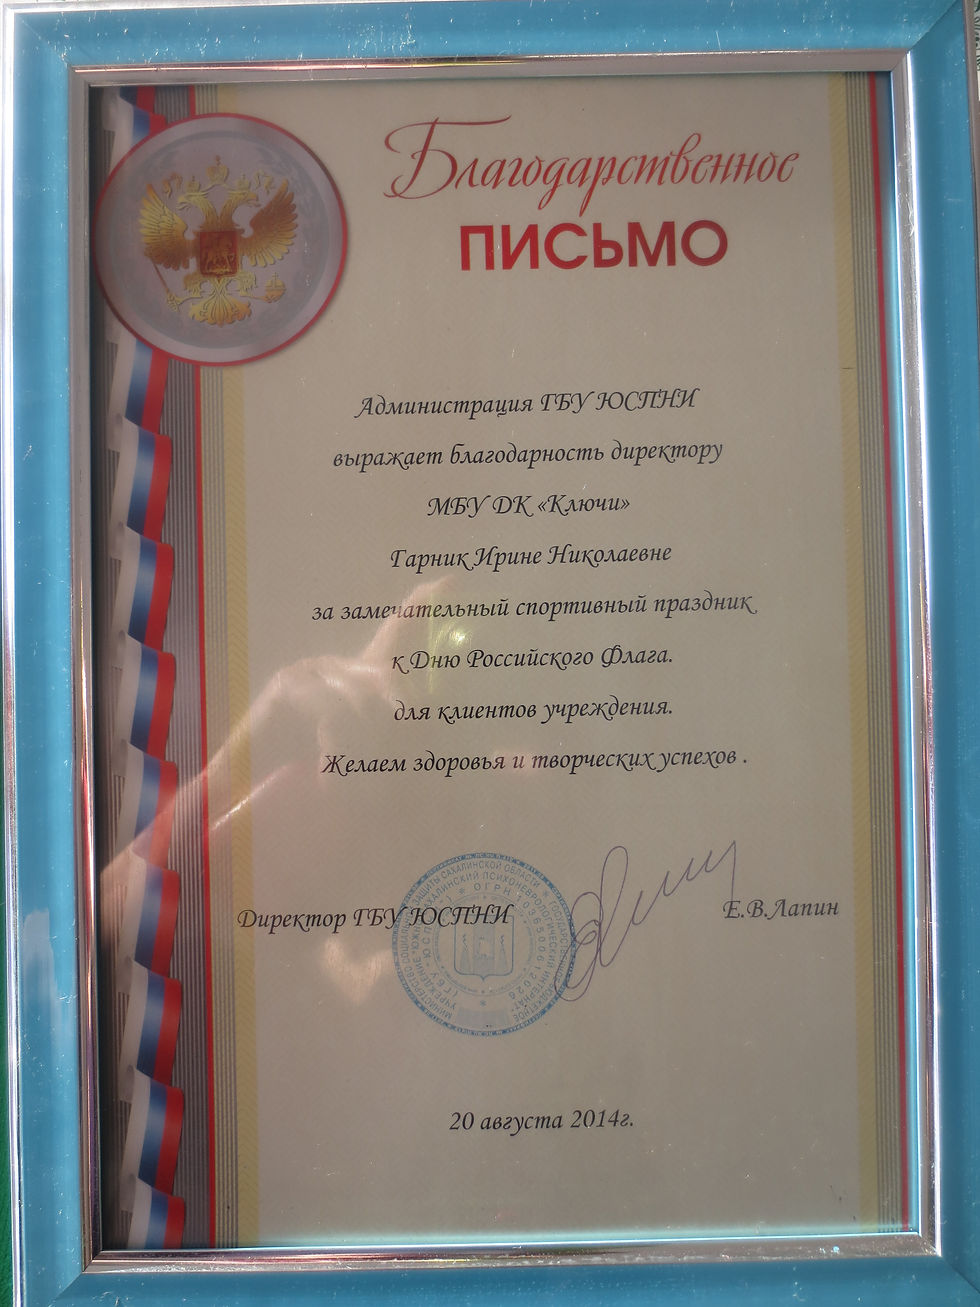 Благодарственное
ПИСЬМО
Администрация ГБУ ЮСПНИ
выражает благодарность директору
МБУ ДК «Ключи»
Гарник Ирине Николаевне
за замечательный спортивный праздник
к Дню Российского Флага.
для клиентов учреждения.
Желаем здоровья и творческих успехов .
Директор ГБУ ЮСПНИ
Е.В.Лапин
20 августа 2014г.